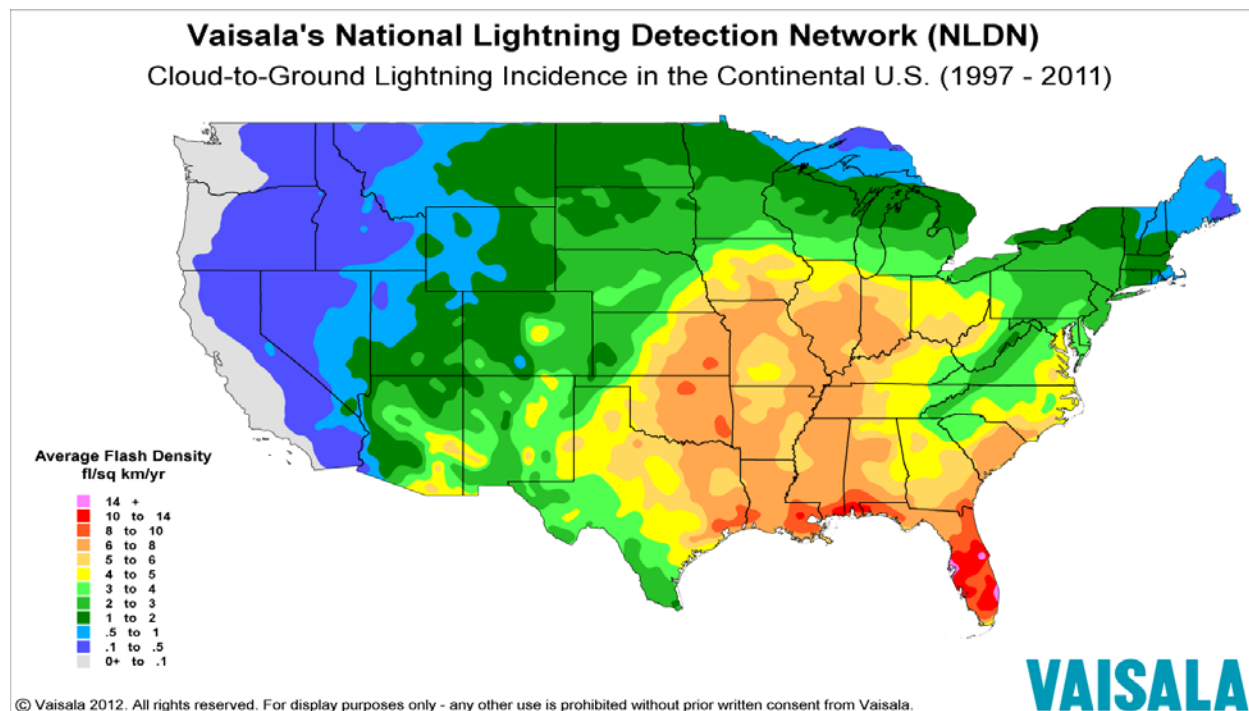 Vaisala's National Lightning Detection Network (NLDN)
Cloud-to-Ground Lightning Incidence in the Continental U.S. (1997 - 2011)
Average Flash Density
fl/sq km/yr
14 +
10 to 14
8 to 10
6 to 8
5 to 6
4 to 5
3 to 4
2 to 3
1 to 2
.5 to 1
.1 to .5
0+ to .1
VAISALA
© Vaisala 2012. All rights reserved. For display purposes only - any other use is prohibited without prior written consent from Vaisala.